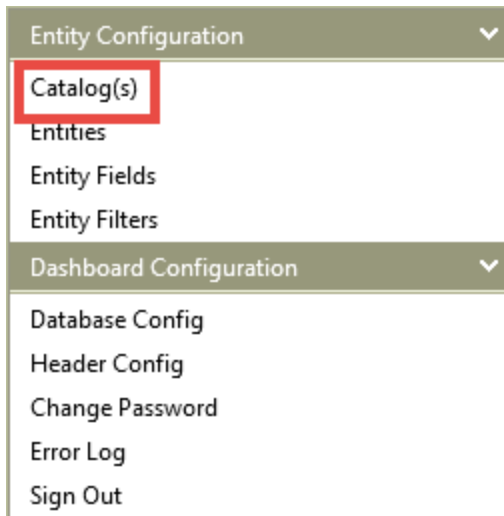 Entity Configuration
Catalog(s)
Entities
Entity Fields
Entity Filters
Dashboard Configuration
Database Config
Header Config
Change Password
Error Log
Sign Out